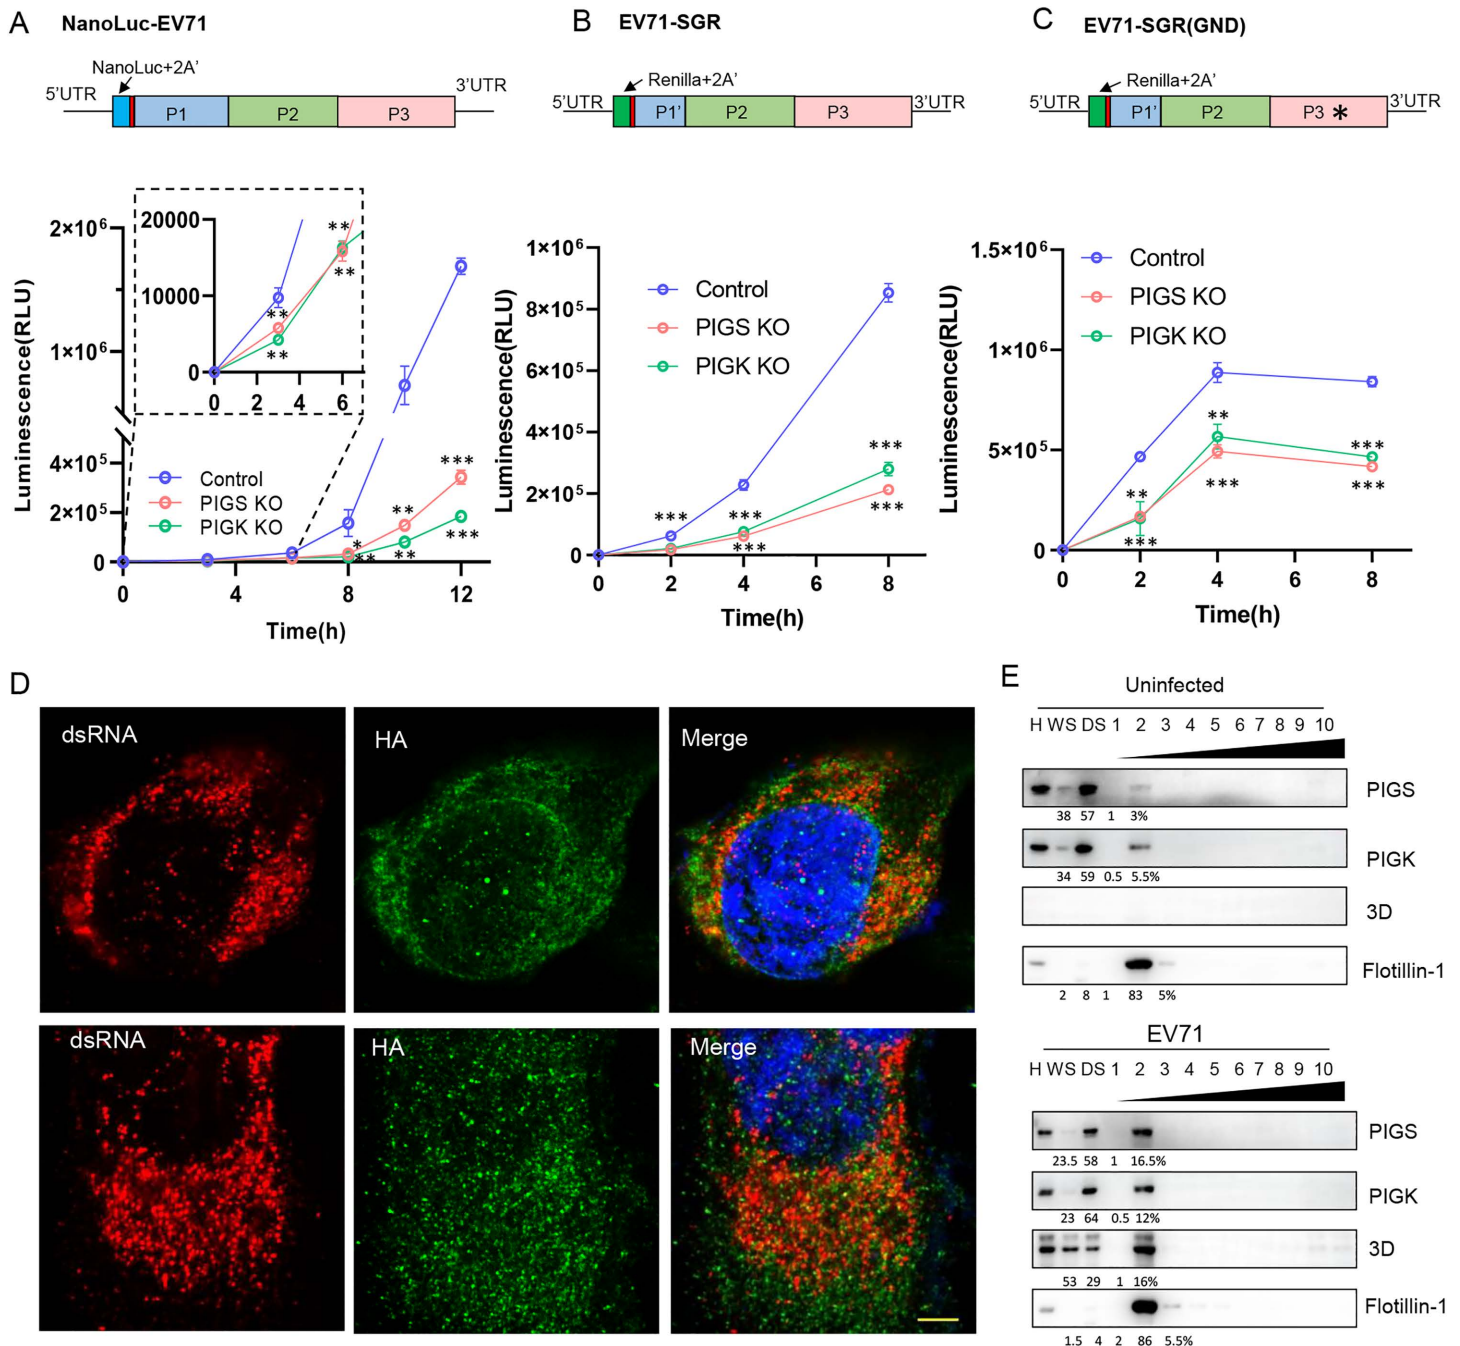 A NanoLuc-EV71
NanoLuc+2A'
5'UTR 3'UTR
P1 P2 P3
2×10⁶
1×10⁶
4×10⁵
2×10⁵
0
Luminescence(RLU)
20000
10000
0
0 2 4 6
** ** ** **
Control
PIGS KO
PIGK KO
* ** ** ** *** ***
0 4 8 12
Time(h)
B EV71-SGR
Renilla+2A'
5'UTR 3'UTR
P1' P2 P3
1×10⁶
8×10⁵
6×10⁵
4×10⁵
2×10⁵
0
Luminescence(RLU)
Control
PIGS KO
PIGK KO
*** *** *** *** ***
0 2 4 6 8
Time(h)
C EV71-SGR(GND)
Renilla+2A'
5'UTR 3'UTR
P1' P2 P3 *
1.5×10⁶
1×10⁶
5×10⁵
0
Luminescence(RLU)
Control
PIGS KO
PIGK KO
** *** ** *** *** ***
0 2 4 6 8
Time(h)
D
dsRNA HA Merge
dsRNA HA Merge
E
Uninfected
H WS DS 1 2 3 4 5 6 7 8 9 10
PIGS
38 57 1 3%
PIGK
34 59 0.5 5.5%
3D
Flotillin-1
2 8 1 83 5%
EV71
H WS DS 1 2 3 4 5 6 7 8 9 10
PIGS
23.5 58 1 16.5%
PIGK
23 64 0.5 12%
3D
53 29 1 16%
Flotillin-1
1.5 4 2 86 5.5%